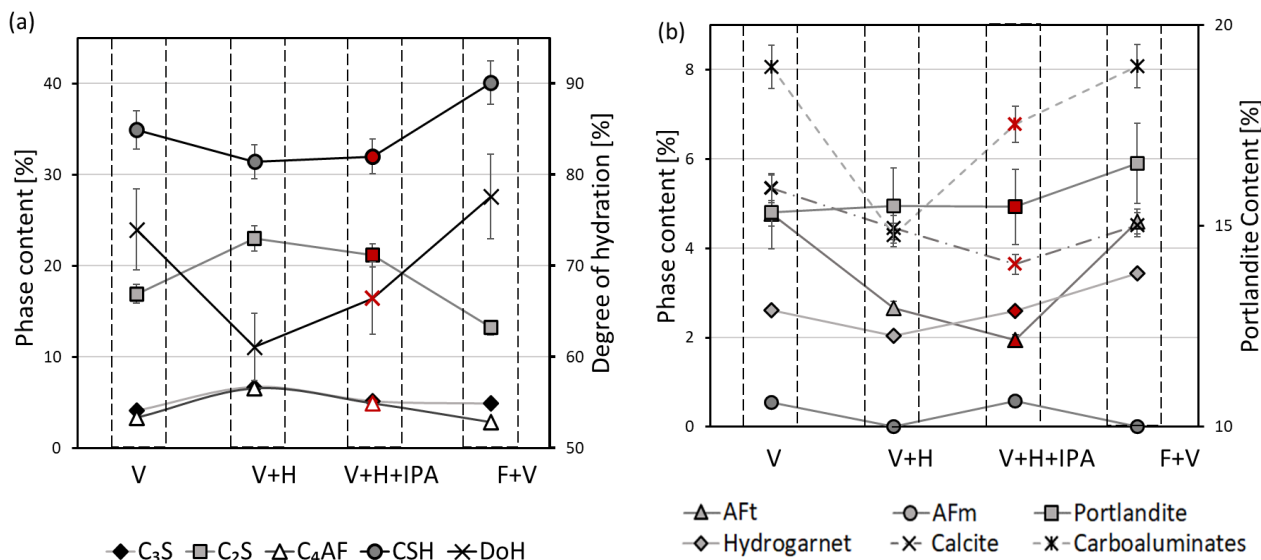 (a)
Phase content [%]
40
30
20
10
0
90
80
70
60
50
Degree of hydration [%]
V V+H V+H+IPA F+V
C₃S C₂S C₄AF CSH DoH
(b)
Phase content [%]
8
6
4
2
0
20
15
10
Portlandite Content [%]
V V+H V+H+IPA F+V
AFt AFm Portlandite
Hydrogarnet Calcite Carboaluminates